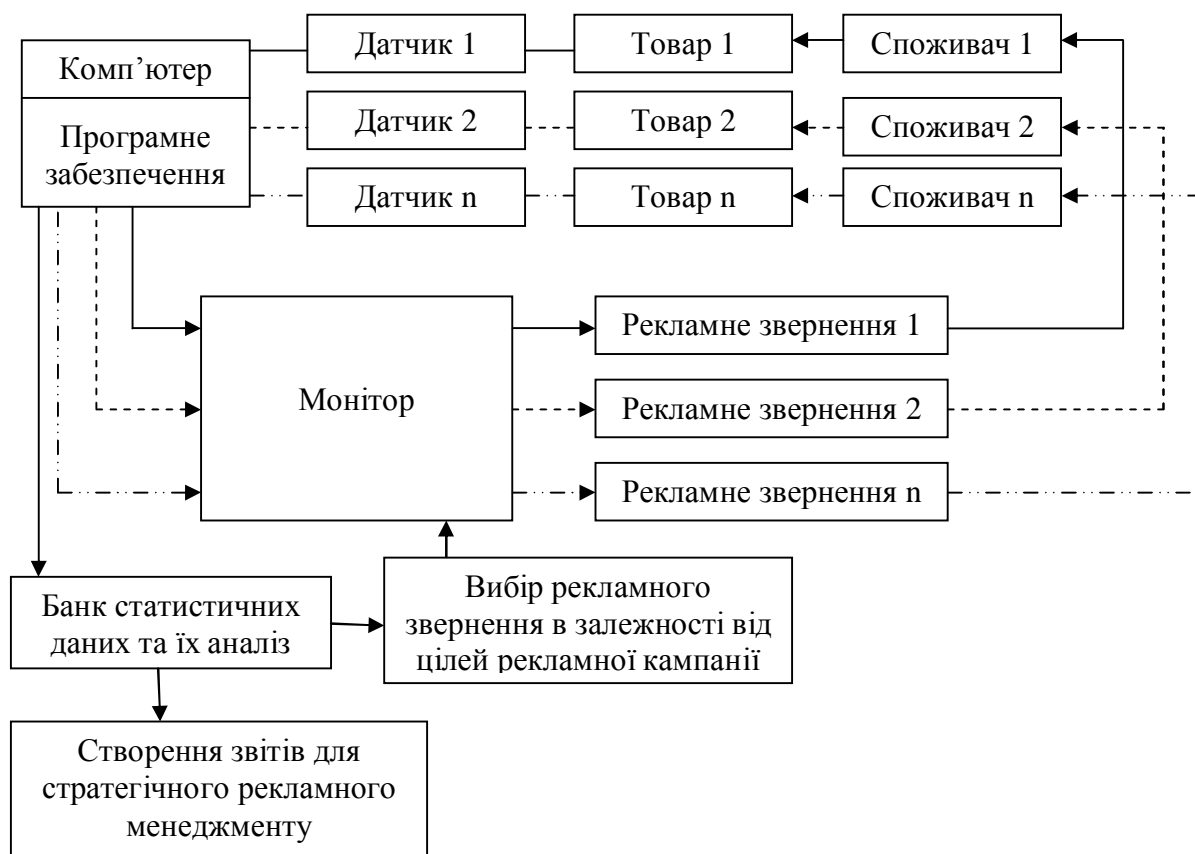 Комп’ютер
Програмне
забезпечення
Датчик 1
Товар 1
Споживач 1
Датчик 2
Товар 2
Споживач 2
Датчик n
Товар n
Споживач n
Монітор
Рекламне звернення 1
Рекламне звернення 2
Рекламне звернення n
Банк статистичних
даних та їх аналіз
Вибір рекламного
звернення в залежності від
цілей рекламної кампанії
Створення звітів для
стратегічного рекламного
менеджменту